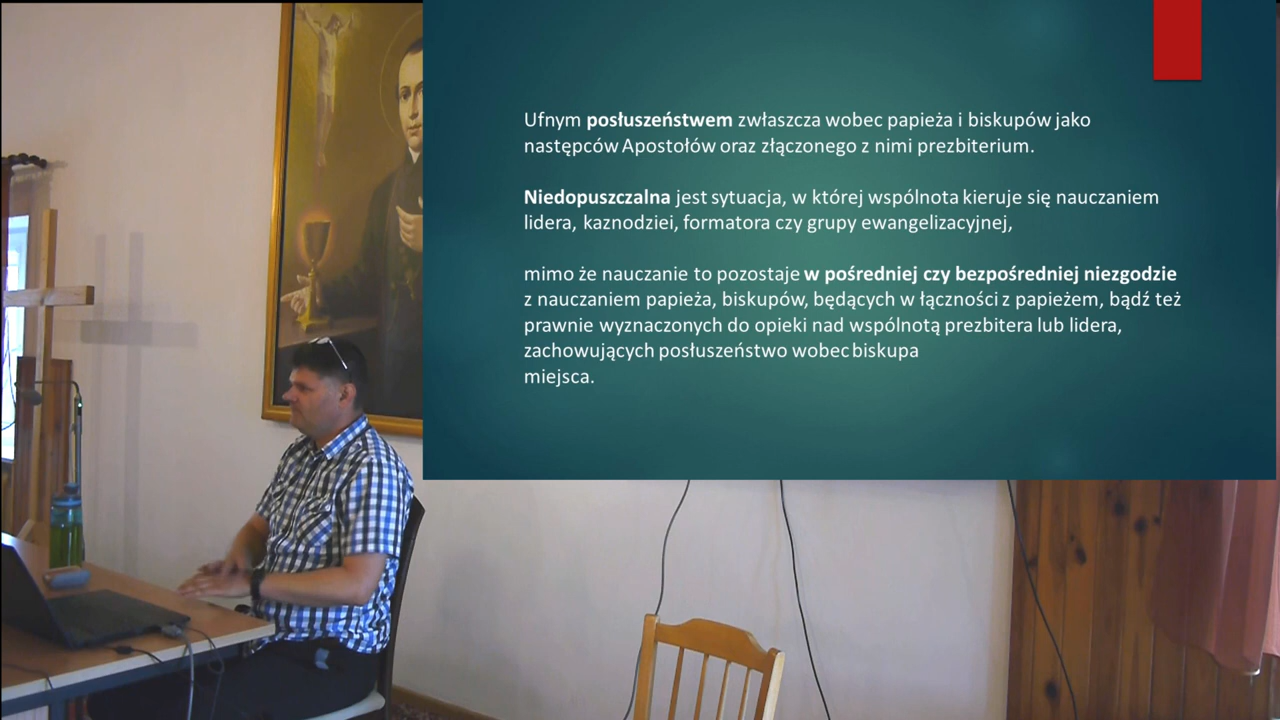 Ufnym posłuszeństwem zwłaszcza wobec papieża i biskupów jako
następców Apostołów oraz złączonego z nimi prezbiterium.
Niedopuszczalna jest sytuacja, w której wspólnota kieruje się nauczaniem
lidera, kaznodziei, formatora czy grupy ewangelizacyjnej,
mimo że nauczanie to pozostaje w pośredniej czy bezpośredniej niezgodzie
z nauczaniem papieża, biskupów, będących w łączności z papieżem, bądź też
prawnie wyznaczonych do opieki nad wspólnotą prezbitera lub lidera,
zachowujących posłuszeństwo wobec biskupa
miejsca.